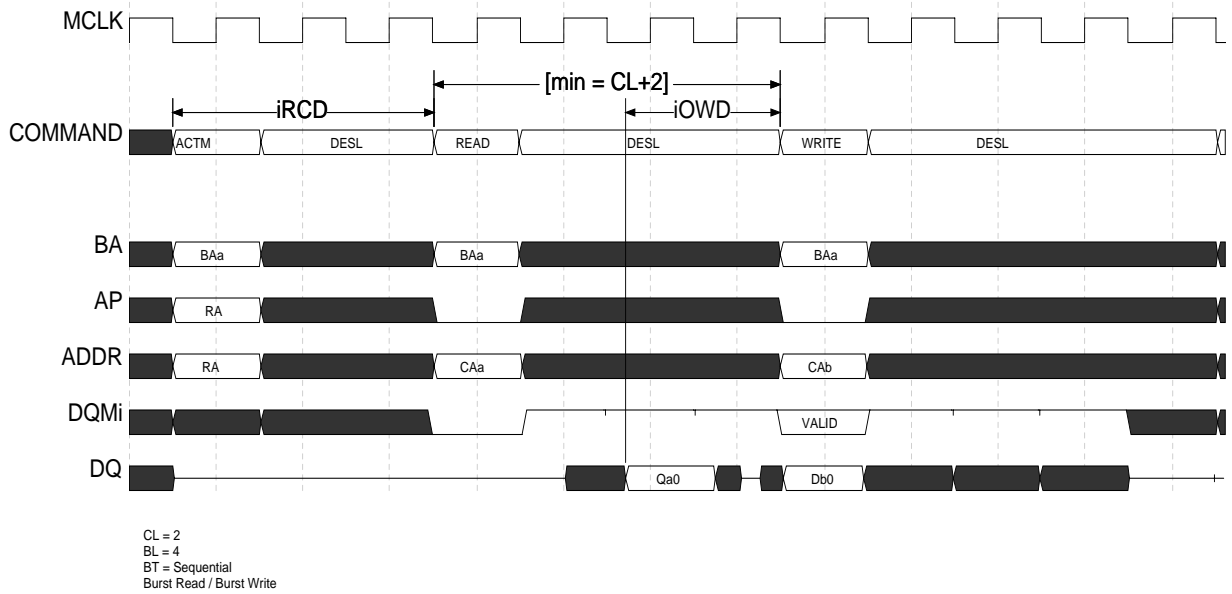 MCLK
[min = CL+2]
iRCD
iOWD
COMMAND
ACTM DESL READ DESL WRITE DESL
BA
BAa BAa BAa
AP
RA
ADDR
RA CAa CAb
DQMi
VALID
DQ
Qa0 Db0
CL = 2
BL = 4
BT = Sequential
Burst Read / Burst Write